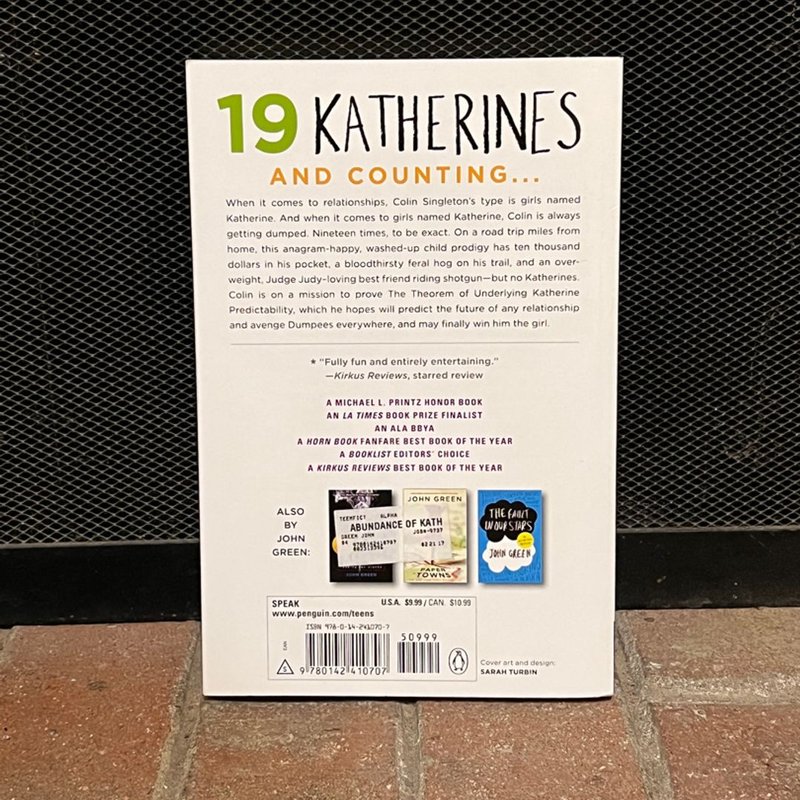 19 KATHERINES
AND COUNTING...
When it comes to relationships, Colin Singleton's type is girls named
Katherine. And when it comes to girls named Katherine, Colin is always
getting dumped. Nineteen times, to be exact. On a road trip miles from
home, this anagram-happy, washed-up child prodigy has ten thousand
dollars in his pocket, a bloodthirsty feral hog on his trail, and an over-
weight, Judge Judy–loving best friend riding shotgun—but no Katherines.
Colin is on a mission to prove The Theorem of Underlying Katherine
Predictability, which he hopes will predict the future of any relationship
and avenge Dumpees everywhere, and may finally win him the girl.
* "Fully fun and entirely entertaining."
—Kirkus Reviews, starred review
A MICHAEL L. PRINTZ HONOR BOOK
AN LA TIMES BOOK PRIZE FINALIST
AN ALA BBYA
A HORN BOOK FANFARE BEST BOOK OF THE YEAR
A BOOKLIST EDITORS' CHOICE
A KIRKUS REVIEWS BEST BOOK OF THE YEAR
ALSO
BY
JOHN
GREEN:
TEENFICT ALPHA
ABUNDANCE OF KATH
GREEN JOHN
04 9780142410707
02 21 17
JOHN GREEN
JOHN GREEN
PAPER
TOWNS
THE FAULT
IN OUR STARS
JOHN GREEN
SPEAK
U.S.A. $9.99 / CAN. $10.99
www.penguin.com/teens
ISBN 978-0-14-241070-7
50999
9 780142 410707
Cover art and design:
SARAH TURBIN